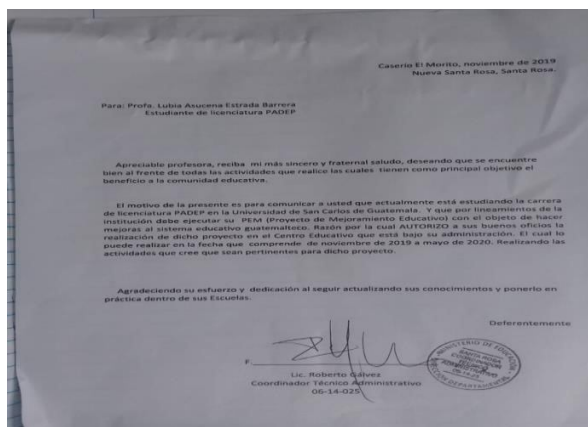 Caserío El Morito, noviembre de 2019
Nueva Santa Rosa, Santa Rosa.
Para: Profa. Lubia Asucena Estrada Barrera
Estudiante de licenciatura PADEP
Apreciable profesora, reciba mi más sincero y fraternal saludo, deseando que se encuentre
bien al frente de todas las actividades que realice las cuales tienen como principal objetivo el
beneficio a la comunidad educativa.
El motivo de la presente es para comunicar a usted que actualmente está estudiando la carrera
de licenciatura PADEP en la Universidad de San Carlos de Guatemala. Y que por lineamientos de la
institución debe ejecutar su PEM (Proyecto de Mejoramiento Educativo) con el objeto de hacer
mejoras al sistema educativo guatemalteco. Razón por la cual AUTORIZO a sus buenos oficios la
realización de dicho proyecto en el Centro Educativo que está bajo su administración. El cual lo
puede realizar en la fecha que comprende de noviembre de 2019 a mayo de 2020. Realizando las
actividades que cree que sean pertinentes para dicho proyecto.
Agradeciendo su esfuerzo y dedicación al seguir actualizando sus conocimientos y ponerlo en
práctica dentro de sus Escuelas.
Deferentemente
F.
Lic. Roberto Gálves
Coordinador Técnico Administrativo
06-14-025
MINISTERIO DE EDUCACIÓN
SANTA ROSA
COORDINADOR
TÉCNICO
ADMINISTRATIVO
DIRECCIÓN DEPARTAMENTAL